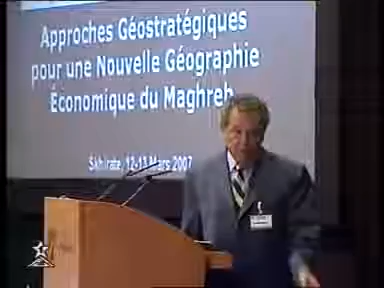 Approches Géostratégiques
pour une Nouvelle Géographie
Économique du Maghreb
Skhirate, 12-13 Mars 2007